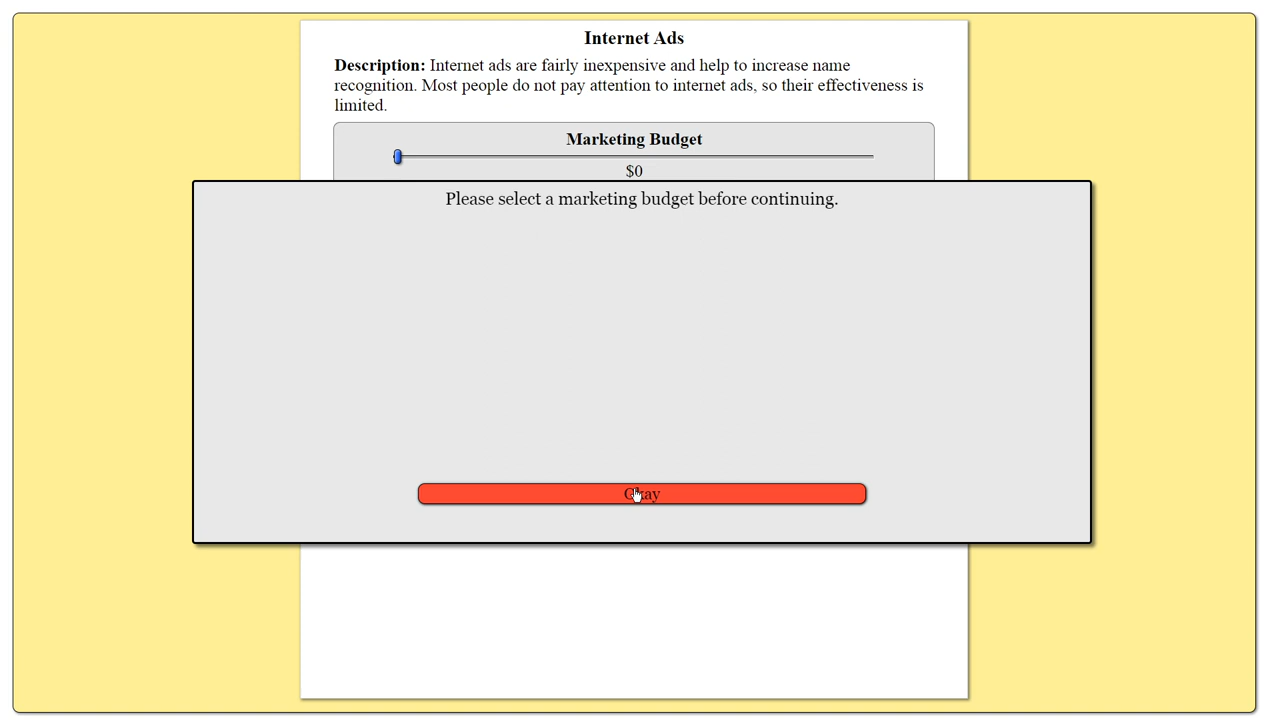 Internet Ads
Description: Internet ads are fairly inexpensive and help to increase name
recognition. Most people do not pay attention to internet ads, so their effectiveness is
limited.
Marketing Budget
$0
Please select a marketing budget before continuing.
Okay